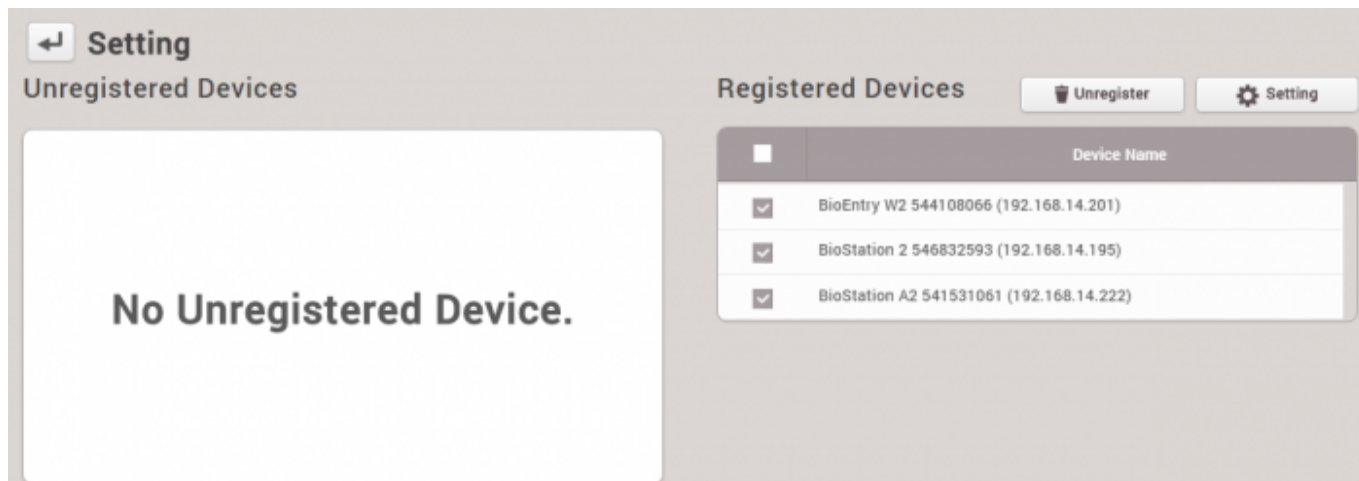 Setting
Unregistered Devices
No Unregistered Device.
Registered Devices
Unregister
Setting
Device Name
BioEntry W2 544108066 (192.168.14.201)
BioStation 2 546832593 (192.168.14.195)
BioStation A2 541531061 (192.168.14.222)